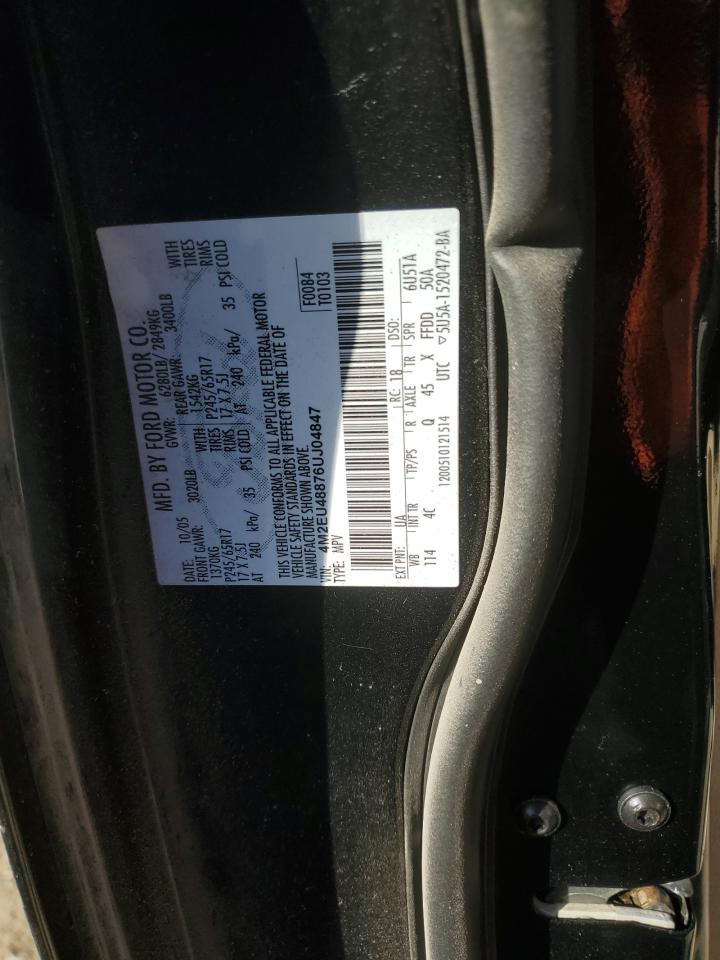 MFD. BY FORD MOTOR CO.
DATE: 10/05 GVWR: 6280LB/ 2849KG
FRONT GAWR: 3020LB REAR GAWR: 3400LB
1370KG WITH 1542KG WITH
P245/65R17 TIRES P245/65R17 TIRES
17 X 7.5J RIMS 17 X 7.5J RIMS
AT 240 kPa/ 35 PSI COLD AT 240 kPa/ 35 PSI COLD
THIS VEHICLE CONFORMS TO ALL APPLICABLE FEDERAL MOTOR
VEHICLE SAFETY STANDARDS IN EFFECT ON THE DATE OF
MANUFACTURE SHOWN ABOVE.
VIN: 4M2EU48876UJ04847
TYPE: MPV
F0084
T0103
EXT PNT: UA RC: 18 DSO:
WB INT TR TP/PS R AXLE TR SPR 6U5TA
114 4C Q 45 X FFDD 50A
UTC ▽5U5A-1520472-BA
1200510121514